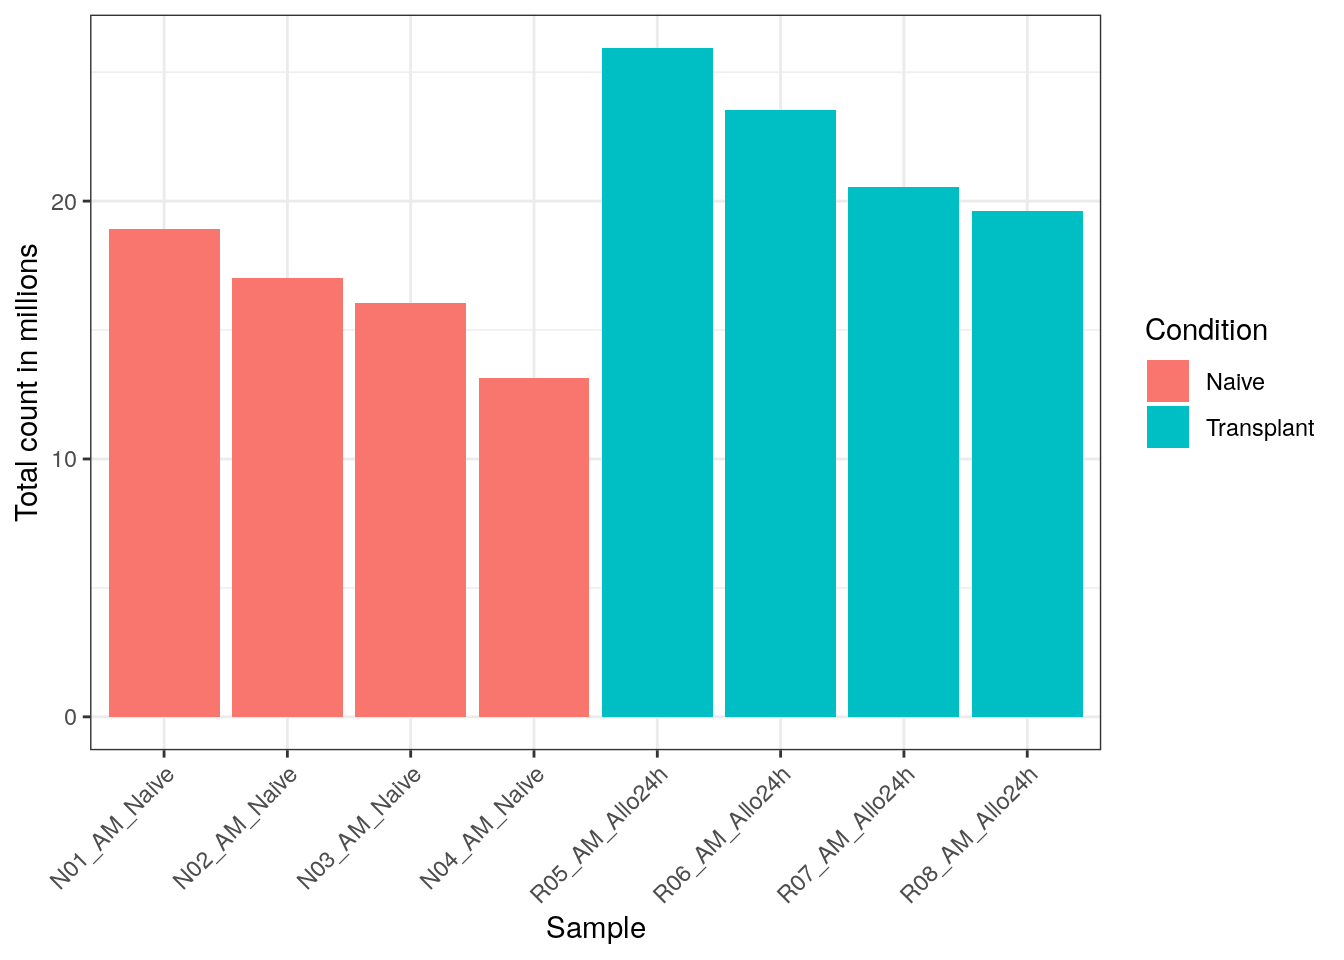 Total count in millions
20
10
0
N01_AM_Naive
N02_AM_Naive
N03_AM_Naive
N04_AM_Naive
R05_AM_Allo24h
R06_AM_Allo24h
R07_AM_Allo24h
R08_AM_Allo24h
Sample
Condition
Naive
Transplant